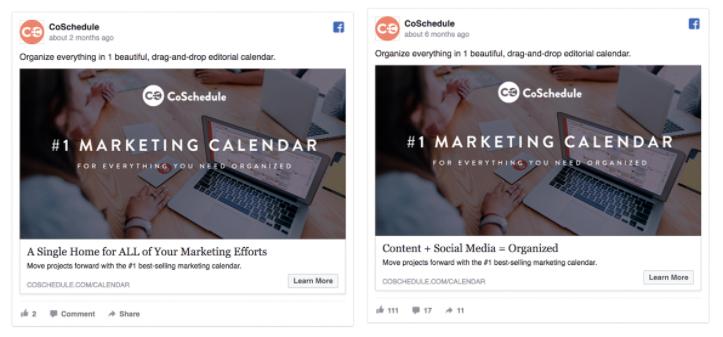 CoSchedule
about 2 months ago
Organize everything in 1 beautiful, drag-and-drop editorial calendar.
CoSchedule
#1 MARKETING CALENDAR
FOR EVERYTHING YOU NEED ORGANIZED
A Single Home for ALL of Your Marketing Efforts
Move projects forward with the #1 best-selling marketing calendar.
COSCHEDULE.COM/CALENDAR
Learn More
2 Comment Share
CoSchedule
about 6 months ago
Organize everything in 1 beautiful, drag-and-drop editorial calendar.
CoSchedule
#1 MARKETING CALENDAR
FOR EVERYTHING YOU NEED ORGANIZED
Content + Social Media = Organized
Move projects forward with the #1 best-selling marketing calendar.
COSCHEDULE.COM/CALENDAR
Learn More
111 17 11